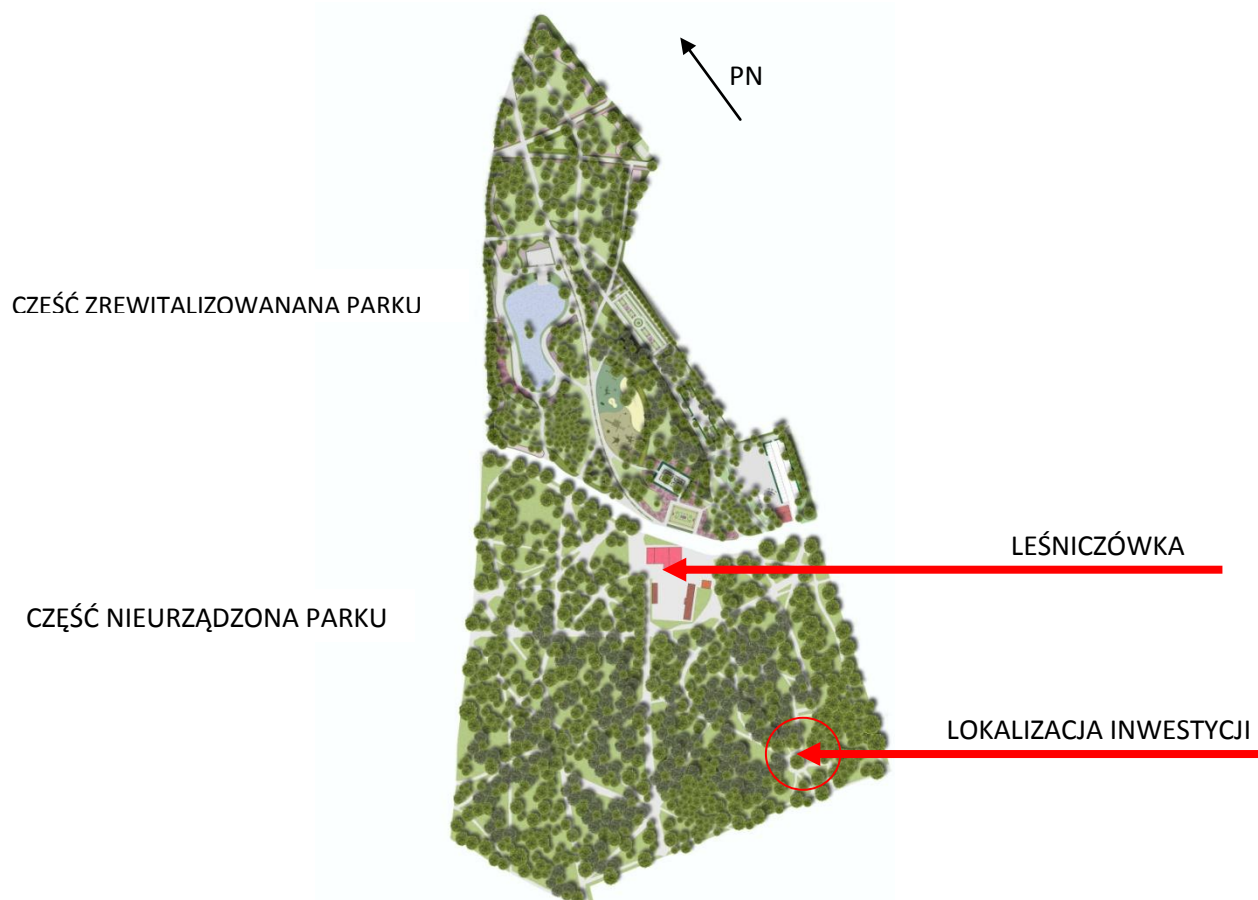 PN
CZEŚĆ ZREWITALIZOWANANA PARKU
LEŚNICZÓWKA
CZĘŚĆ NIEURZĄDZONA PARKU
LOKALIZACJA INWESTYCJI